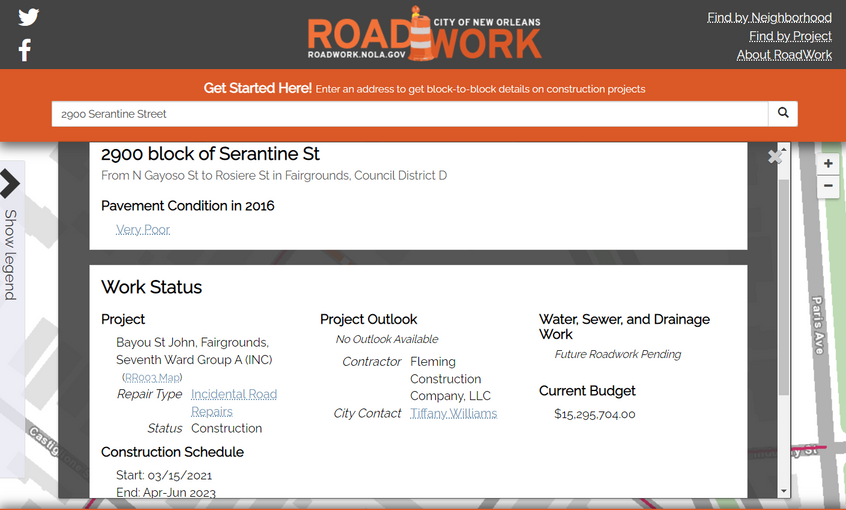 Find by Neighborhood
Find by Project
About RoadWork
ROADWORK
CITY OF NEW ORLEANS
ROADWORK.NOLA.GOV
Get Started Here! Enter an address to get block-to-block details on construction projects
2900 Serantine Street
Show legend
2900 block of Serantine St
From N Gayoso St to Rosiere St in Fairgrounds, Council District D
Pavement Condition in 2016
Very Poor
Work Status
Project
Bayou St John, Fairgrounds,
Seventh Ward Group A (INC)
(RR003 Map)
Repair Type Incidental Road
Repairs
Status Construction
Construction Schedule
Start: 03/15/2021
End: Apr-Jun 2023
Project Outlook
No Outlook Available
Contractor Fleming
Construction
Company, LLC
City Contact Tiffany Williams
Water, Sewer, and Drainage
Work
Future Roadwork Pending
Current Budget
$15,295,704.00
+
−
Paris Ave